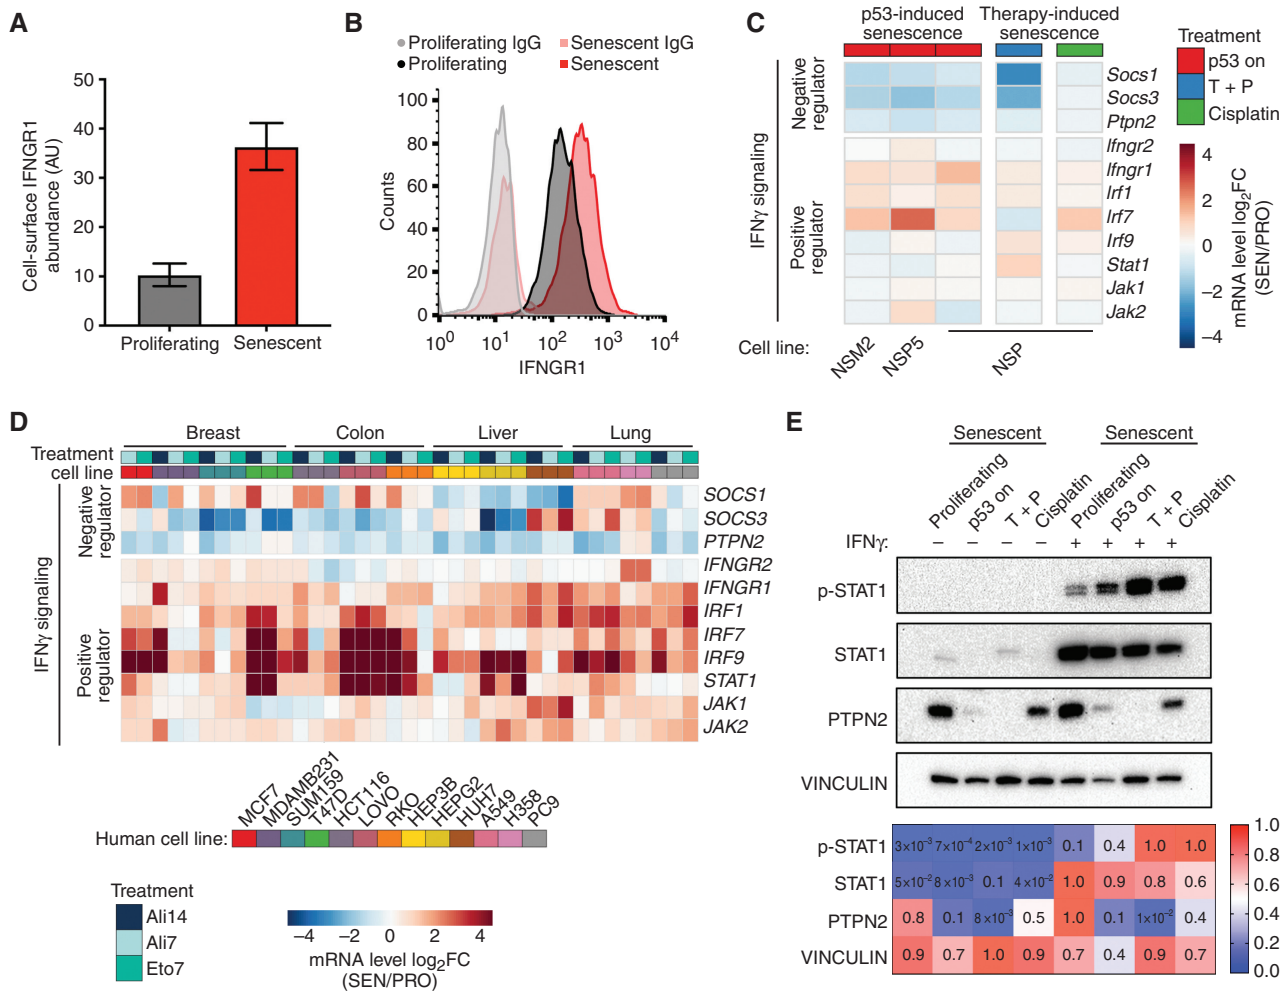 A
Cell-surface IFNGR1
abundance (AU)
50
40
30
20
10
0
Proliferating
Senescent
B
Proliferating IgG
Senescent IgG
Proliferating
Senescent
Counts
100
80
60
40
20
0
10⁰
10¹
10²
10³
10⁴
IFNGR1
C
p53-induced
senescence
Therapy-induced
senescence
IFNγ signaling
Negative
regulator
Positive
regulator
Socs1
Socs3
Ptpn2
Ifngr2
Ifngr1
Irf1
Irf7
Irf9
Stat1
Jak1
Jak2
Cell line:
NSM2
NSP5
NSP
Treatment
p53 on
T + P
Cisplatin
4
2
0
−2
−4
mRNA level log₂FC
(SEN/PRO)
D
Breast
Colon
Liver
Lung
Treatment
cell line
IFNγ signaling
Negative
regulator
Positive
regulator
SOCS1
SOCS3
PTPN2
IFNGR2
IFNGR1
IRF1
IRF7
IRF9
STAT1
JAK1
JAK2
Human cell line:
MCF7
MDAMB231
SUM159
T47D
HCT116
LOVO
RKO
HEP3B
HEPG2
HUH7
A549
H358
PC9
Treatment
Ali14
Ali7
Eto7
−4 −2 0 2 4
mRNA level log₂FC
(SEN/PRO)
E
Senescent
Senescent
Proliferating
p53 on
T + P
Cisplatin
Proliferating
p53 on
T + P
Cisplatin
IFNγ: − − − − + + + +
p-STAT1
STAT1
PTPN2
VINCULIN
p-STAT1 3×10⁻³ 7×10⁻⁴ 2×10⁻³ 1×10⁻³ 0.1 0.4 1.0 1.0
STAT1 5×10⁻² 8×10⁻³ 0.1 4×10⁻² 1.0 0.9 0.8 0.6
PTPN2 0.8 0.1 8×10⁻³ 0.5 1.0 0.1 1×10⁻² 0.4
VINCULIN 0.9 0.7 1.0 0.9 0.7 0.4 0.9 0.7
1.0
0.8
0.6
0.4
0.2
0.0